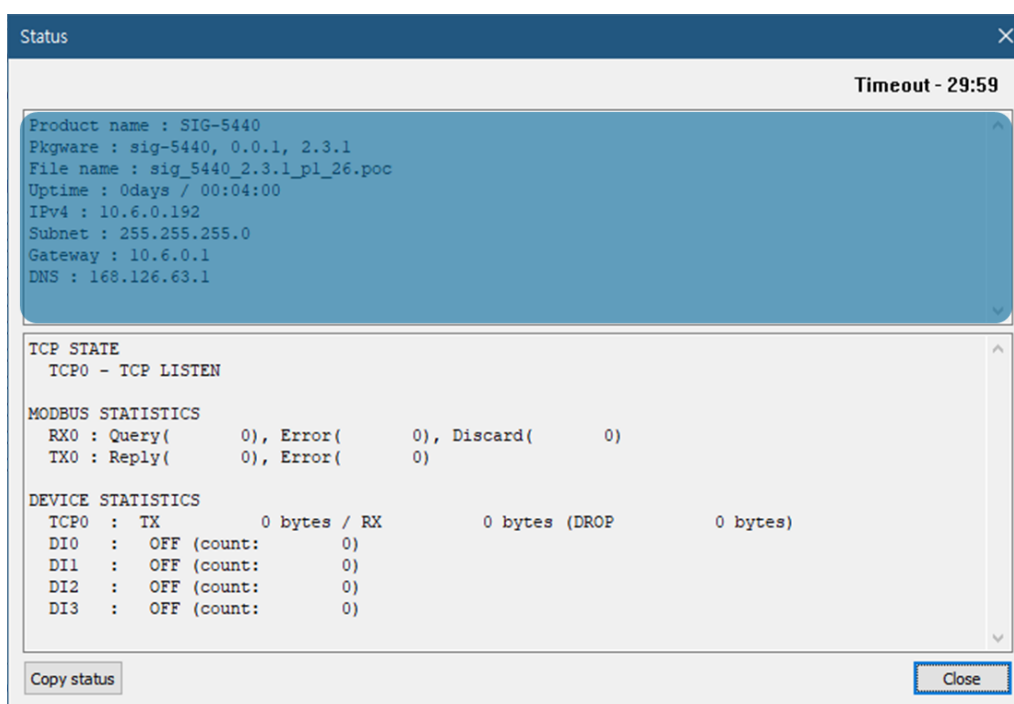 Status
Timeout - 29:59
Product name : SIG-5440
Pkgware : sig-5440, 0.0.1, 2.3.1
File name : sig_5440_2.3.1_p1_26.poc
Uptime : 0days / 00:04:00
IPv4 : 10.6.0.192
Subnet : 255.255.255.0
Gateway : 10.6.0.1
DNS : 168.126.63.1
TCP STATE
TCP0 - TCP LISTEN
MODBUS STATISTICS
RX0 : Query( 0), Error( 0), Discard( 0)
TX0 : Reply( 0), Error( 0)
DEVICE STATISTICS
TCP0 : TX 0 bytes / RX 0 bytes (DROP 0 bytes)
DI0 : OFF (count: 0)
DI1 : OFF (count: 0)
DI2 : OFF (count: 0)
DI3 : OFF (count: 0)
Copy status
Close